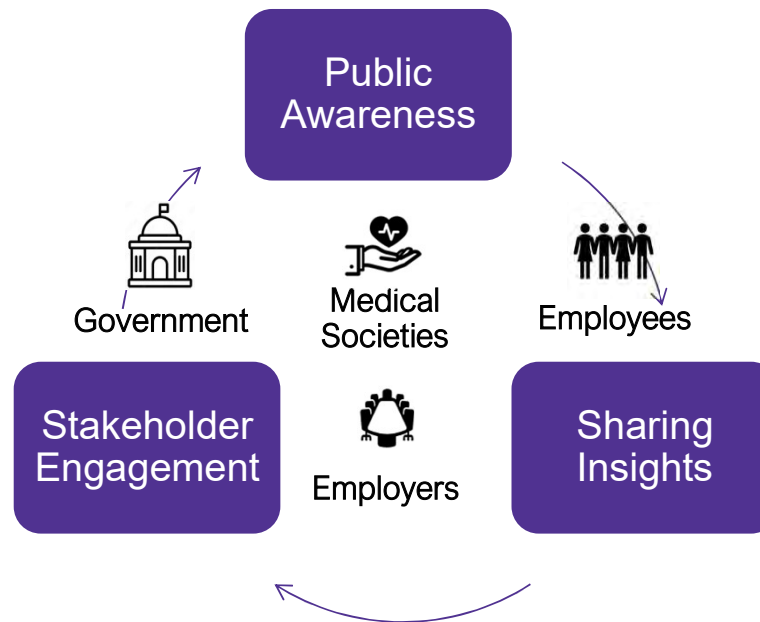 Public
Awareness
Government
Medical
Societies
Employees
Stakeholder
Engagement
Employers
Sharing
Insights